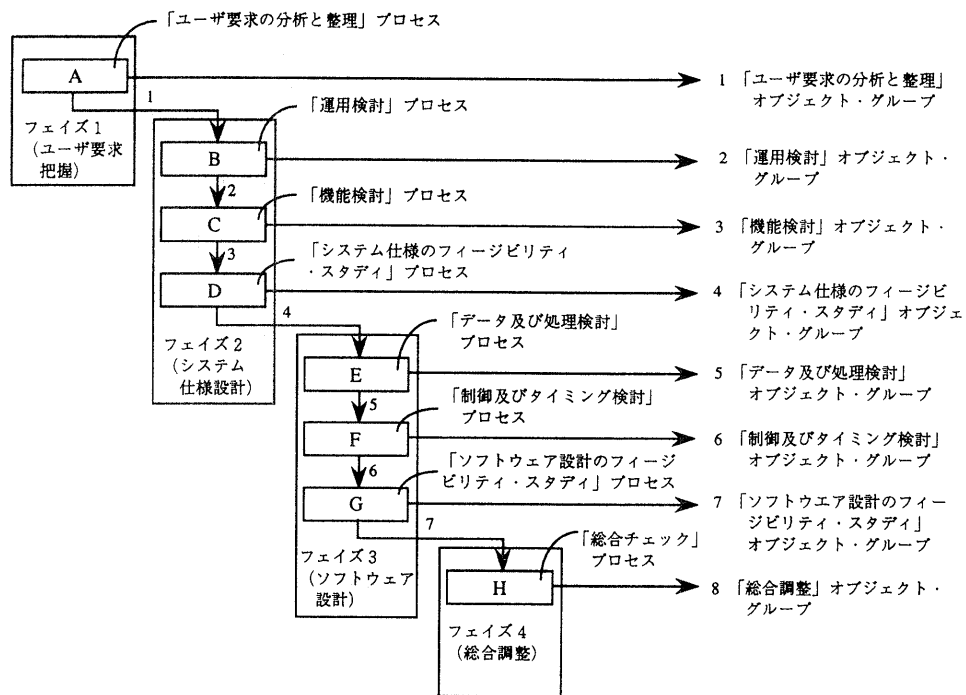 「ユーザ要求の分析と整理」プロセス
A
1
フェイズ1
(ユーザ要求
把握)
1 「ユーザ要求の分析と整理」
オブジェクト・グループ
「運用検討」プロセス
B
2
2 「運用検討」オブジェクト・
グループ
「機能検討」プロセス
C
3
3 「機能検討」オブジェクト・
グループ
「システム仕様のフィージビリティ
・スタディ」プロセス
D
4
フェイズ2
(システム
仕様設計)
4 「システム仕様のフィージビ
リティ・スタディ」オブジェ
クト・グループ
「データ及び処理検討」
プロセス
E
5
5 「データ及び処理検討」
オブジェクト・グループ
「制御及びタイミング検討」
プロセス
F
6
6 「制御及びタイミング検討」
オブジェクト・グループ
「ソフトウェア設計のフィージ
ビリティ・スタディ」プロセス
G
7
フェイズ3
(ソフトウェア
設計)
7 「ソフトウエア設計のフィー
ジビリティ・スタディ」
オブジェクト・グループ
「総合チェック」
プロセス
H
フェイズ4
(総合調整)
8 「総合調整」オブジェクト・
グループ